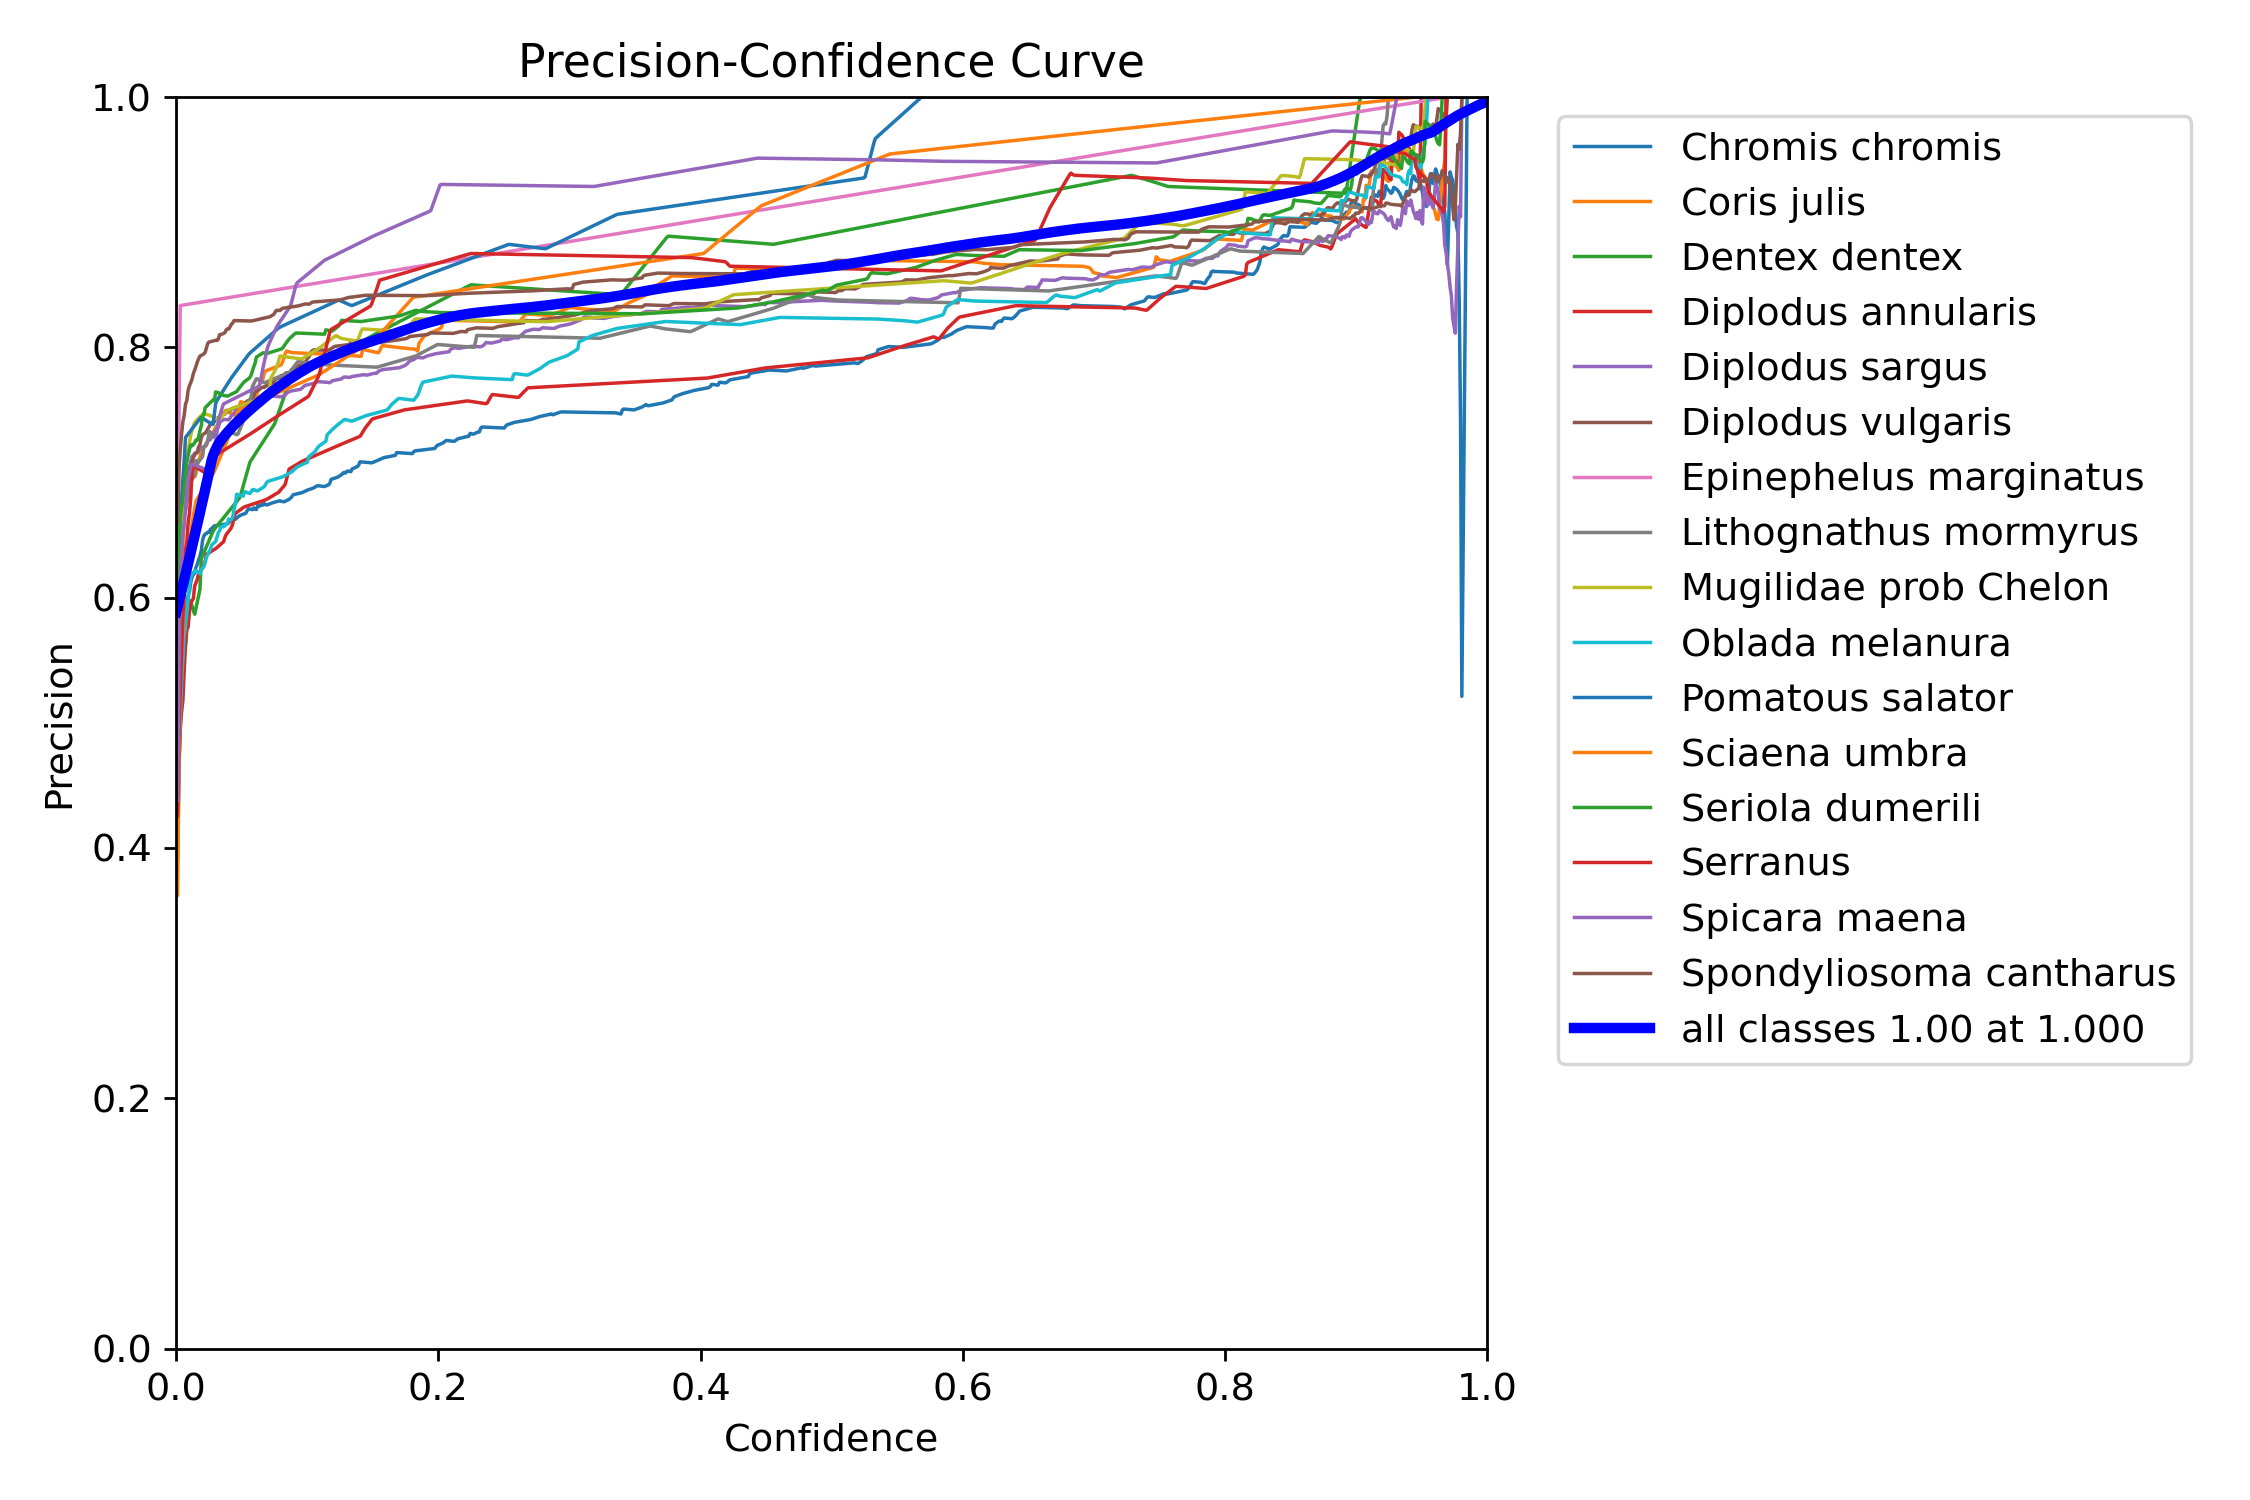 Precision-Confidence Curve
1.0
0.8
0.6
0.4
0.2
0.0
Precision
0.0 0.2 0.4 0.6 0.8 1.0
Confidence
Chromis chromis
Coris julis
Dentex dentex
Diplodus annularis
Diplodus sargus
Diplodus vulgaris
Epinephelus marginatus
Lithognathus mormyrus
Mugilidae prob Chelon
Oblada melanura
Pomatous salator
Sciaena umbra
Seriola dumerili
Serranus
Spicara maena
Spondyliosoma cantharus
all classes 1.00 at 1.000